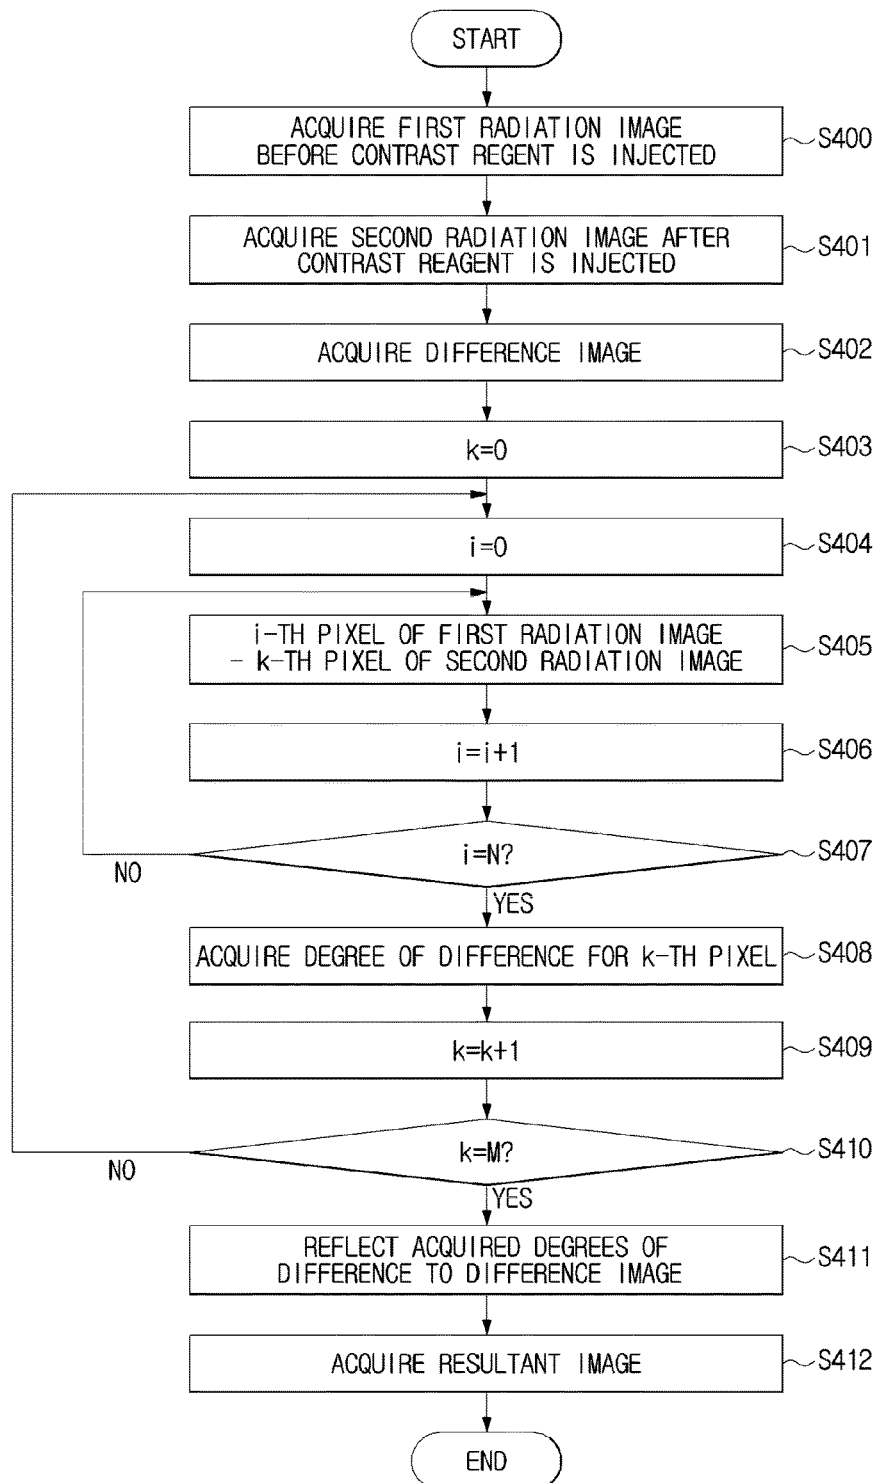 START
ACQUIRE FIRST RADIATION IMAGE
BEFORE CONTRAST REGENT IS INJECTED
S400
ACQUIRE SECOND RADIATION IMAGE AFTER
CONTRAST REAGENT IS INJECTED
S401
ACQUIRE DIFFERENCE IMAGE
S402
k=0
S403
i=0
S404
i-TH PIXEL OF FIRST RADIATION IMAGE
- k-TH PIXEL OF SECOND RADIATION IMAGE
S405
i=i+1
S406
i=N?
S407
NO
YES
ACQUIRE DEGREE OF DIFFERENCE FOR k-TH PIXEL
S408
k=k+1
S409
k=M?
S410
NO
YES
REFLECT ACQUIRED DEGREES OF
DIFFERENCE TO DIFFERENCE IMAGE
S411
ACQUIRE RESULTANT IMAGE
S412
END